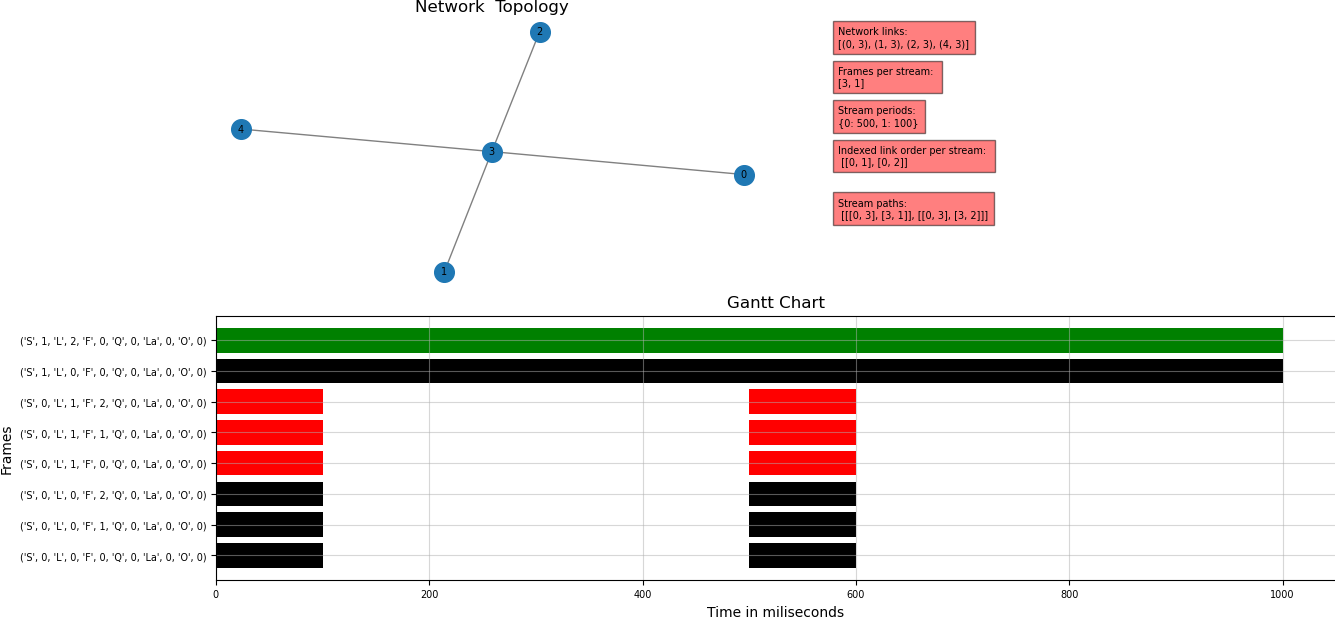 Network  Topology
2
4
3
0
1
Network links:
[(0, 3), (1, 3), (2, 3), (4, 3)]
Frames per stream:
[3, 1]
Stream periods:
{0: 500, 1: 100}
Indexed link order per stream:
[[0, 1], [0, 2]]
Stream paths:
[[[0, 3], [3, 1]], [[0, 3], [3, 2]]]
Gantt Chart
('S', 1, 'L', 2, 'F', 0, 'Q', 0, 'La', 0, 'O', 0)
('S', 1, 'L', 0, 'F', 0, 'Q', 0, 'La', 0, 'O', 0)
('S', 0, 'L', 1, 'F', 2, 'Q', 0, 'La', 0, 'O', 0)
('S', 0, 'L', 1, 'F', 1, 'Q', 0, 'La', 0, 'O', 0)
('S', 0, 'L', 1, 'F', 0, 'Q', 0, 'La', 0, 'O', 0)
('S', 0, 'L', 0, 'F', 2, 'Q', 0, 'La', 0, 'O', 0)
('S', 0, 'L', 0, 'F', 1, 'Q', 0, 'La', 0, 'O', 0)
('S', 0, 'L', 0, 'F', 0, 'Q', 0, 'La', 0, 'O', 0)
Frames
0 200 400 600 800 1000
Time in miliseconds